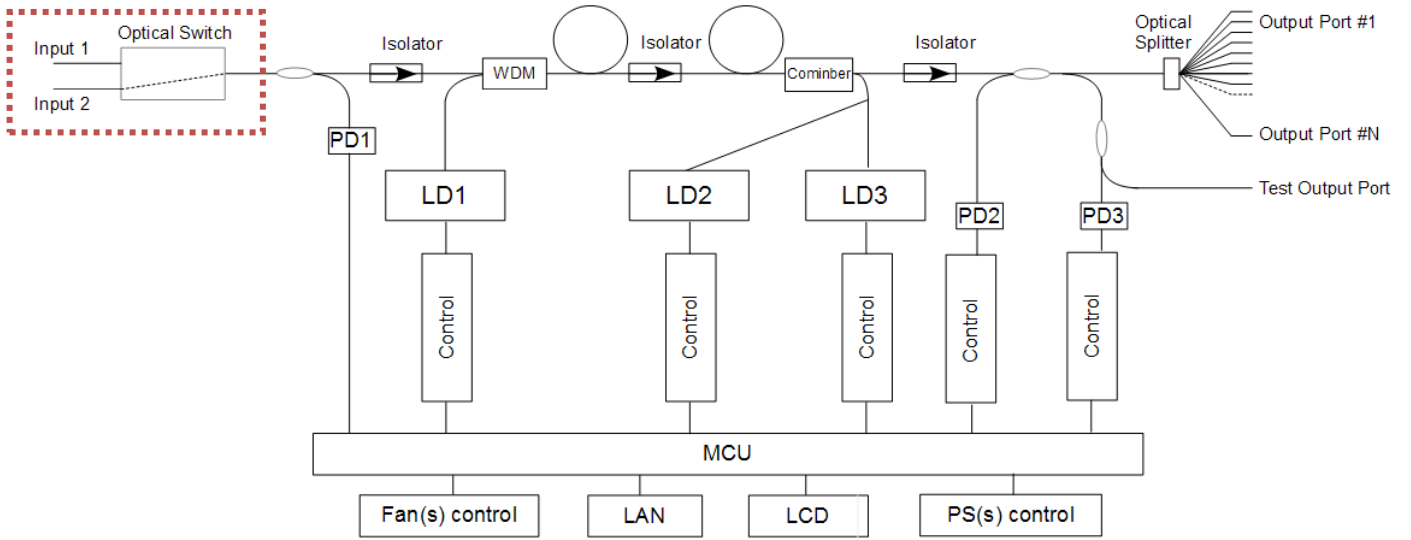 Optical Switch
Input 1
Input 2
Isolator
Isolator
Isolator
Optical
Splitter
Output Port #1
WDM
Cominber
PD1
Output Port #N
LD1
LD2
LD3
Test Output Port
PD2
PD3
Control
Control
Control
Control
Control
MCU
Fan(s) control
LAN
LCD
PS(s) control